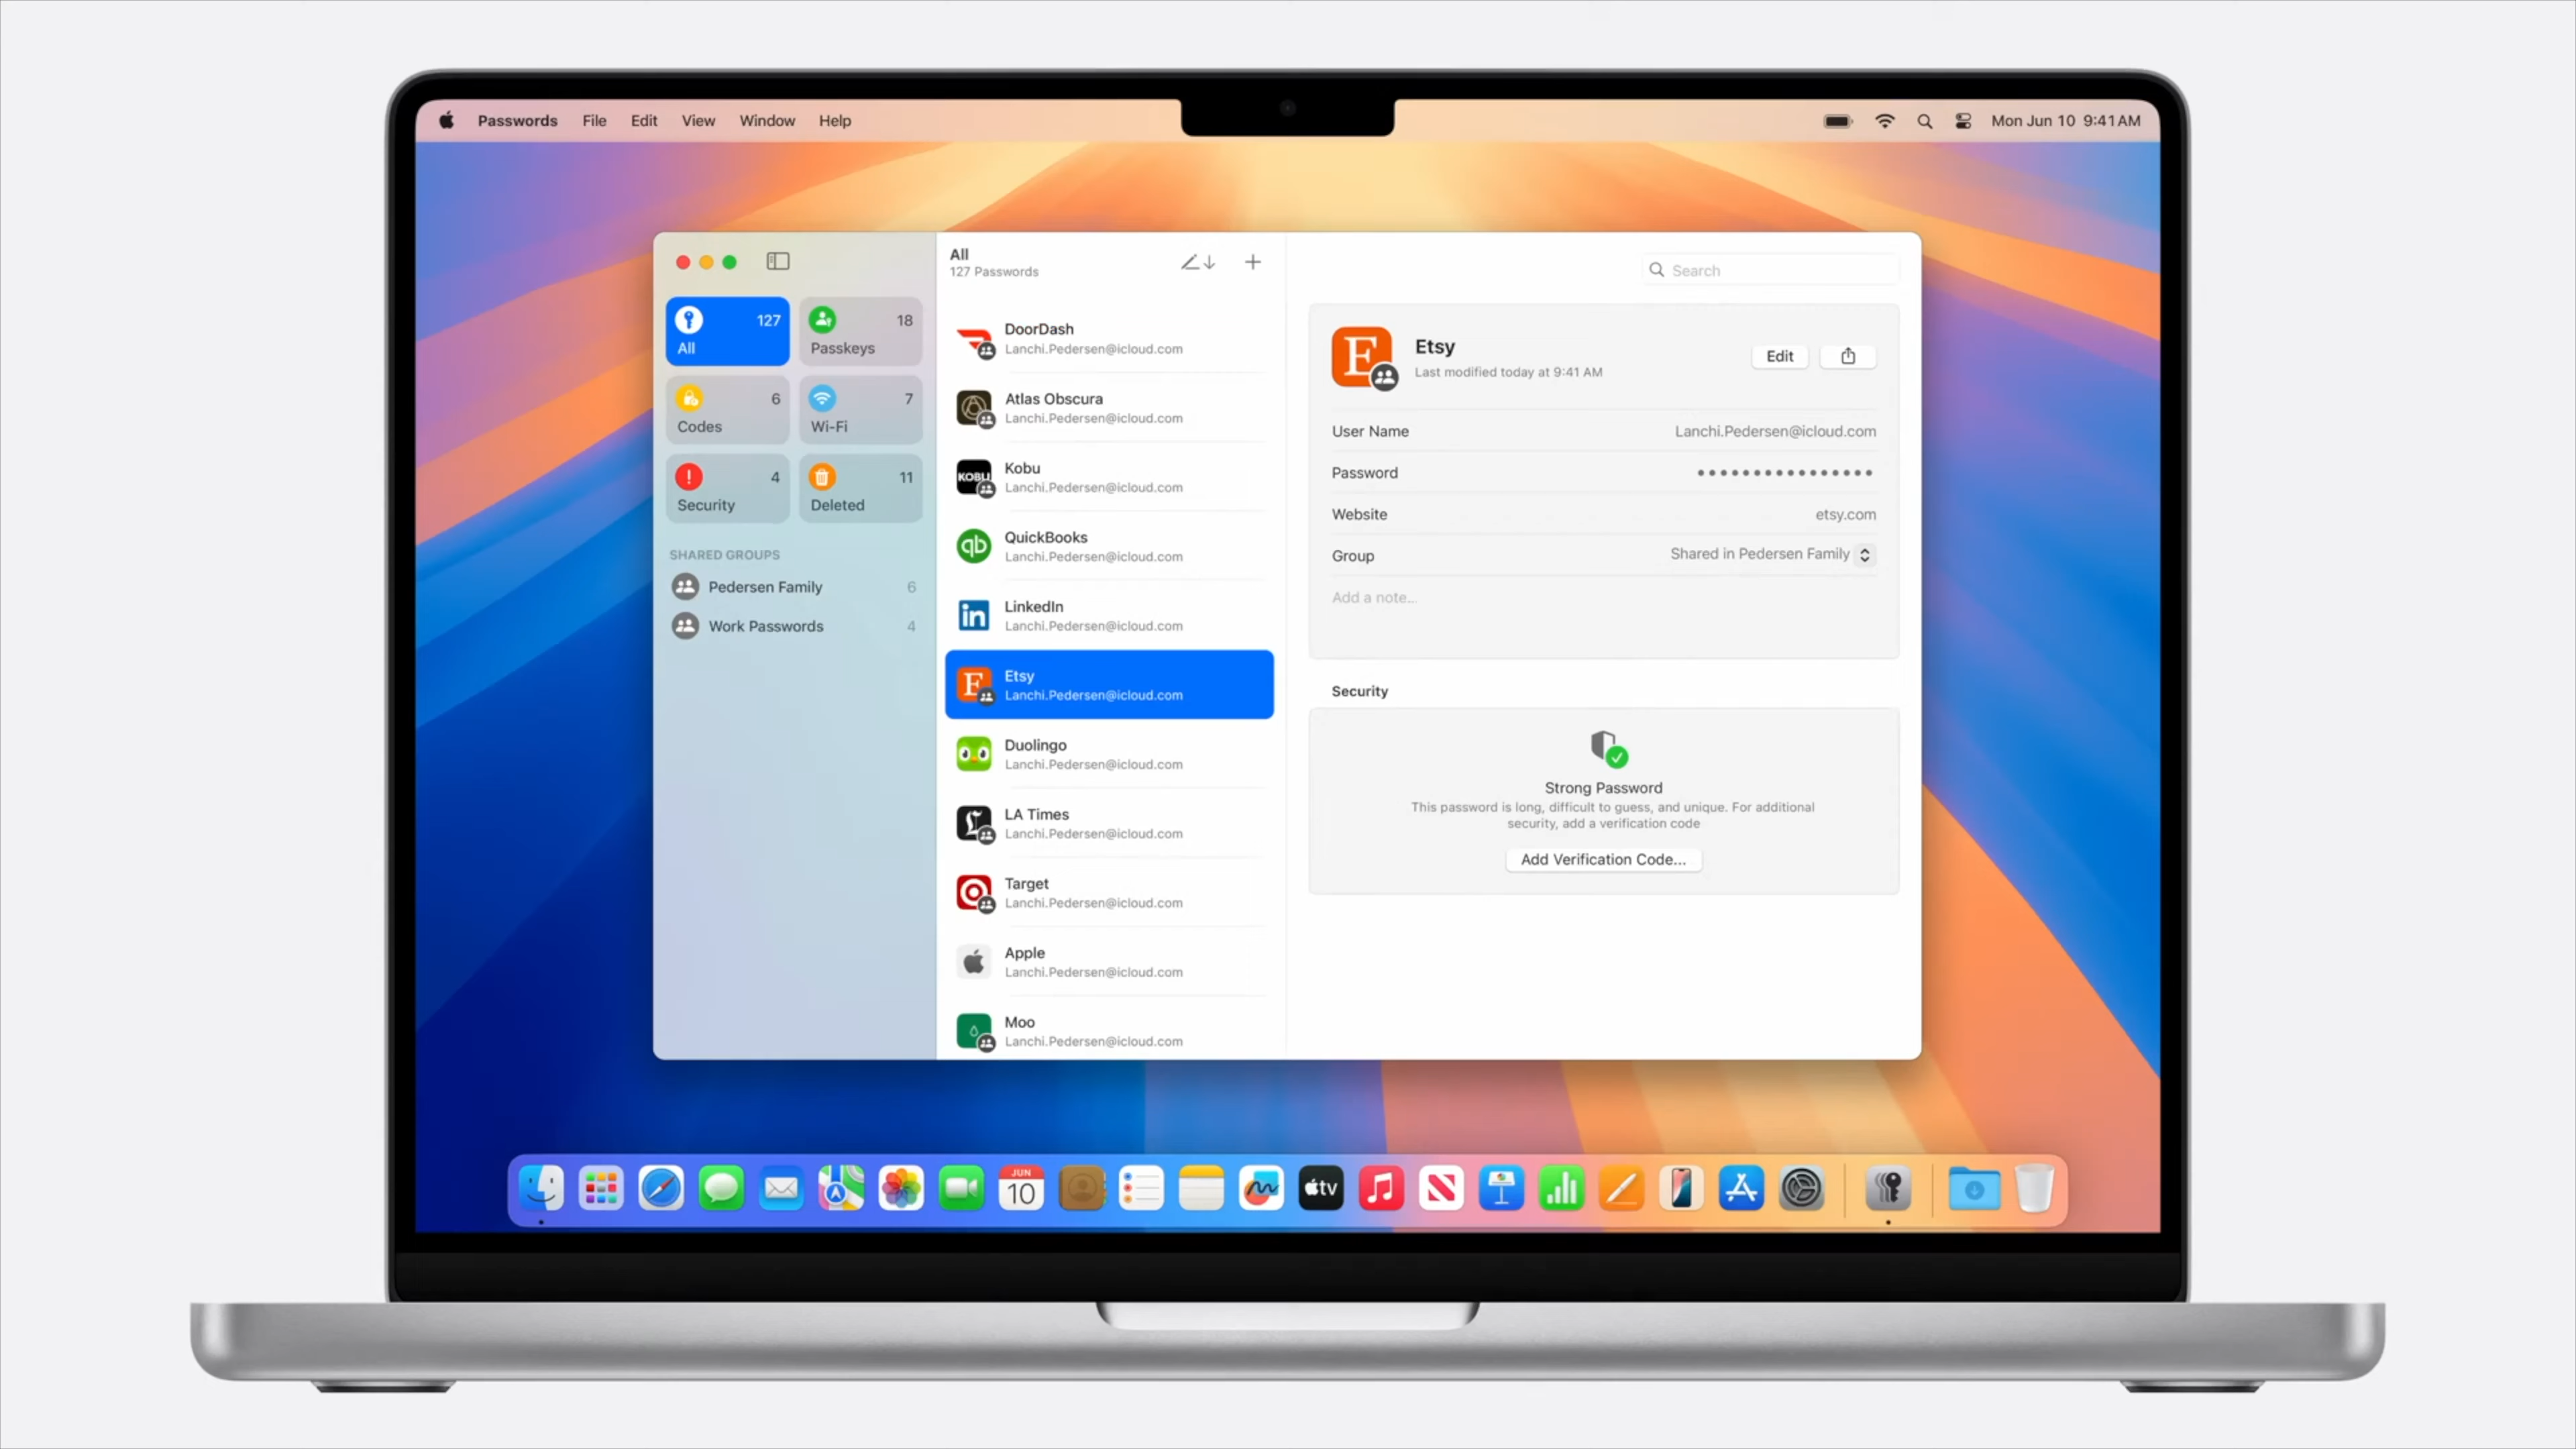 Passwords File Edit View Window Help
Mon Jun 10 9:41 AM
127
All
18
Passkeys
6
Codes
7
Wi-Fi
4
Security
11
Deleted
SHARED GROUPS
Pedersen Family 6
Work Passwords 4
All
127 Passwords
DoorDash
Lanchi.Pedersen@icloud.com
Atlas Obscura
Lanchi.Pedersen@icloud.com
KOBU
Kobu
Lanchi.Pedersen@icloud.com
qb
QuickBooks
Lanchi.Pedersen@icloud.com
in
LinkedIn
Lanchi.Pedersen@icloud.com
E
Etsy
Lanchi.Pedersen@icloud.com
Duolingo
Lanchi.Pedersen@icloud.com
LA Times
Lanchi.Pedersen@icloud.com
Target
Lanchi.Pedersen@icloud.com
Apple
Lanchi.Pedersen@icloud.com
Moo
Lanchi.Pedersen@icloud.com
Search
E
Etsy
Last modified today at 9:41 AM
Edit
User Name Lanchi.Pedersen@icloud.com
Password ••••••••••••••••
Website etsy.com
Group Shared in Pedersen Family
Add a note...
Security
Strong Password
This password is long, difficult to guess, and unique. For additional
security, add a verification code
Add Verification Code...
JUN
10
tv